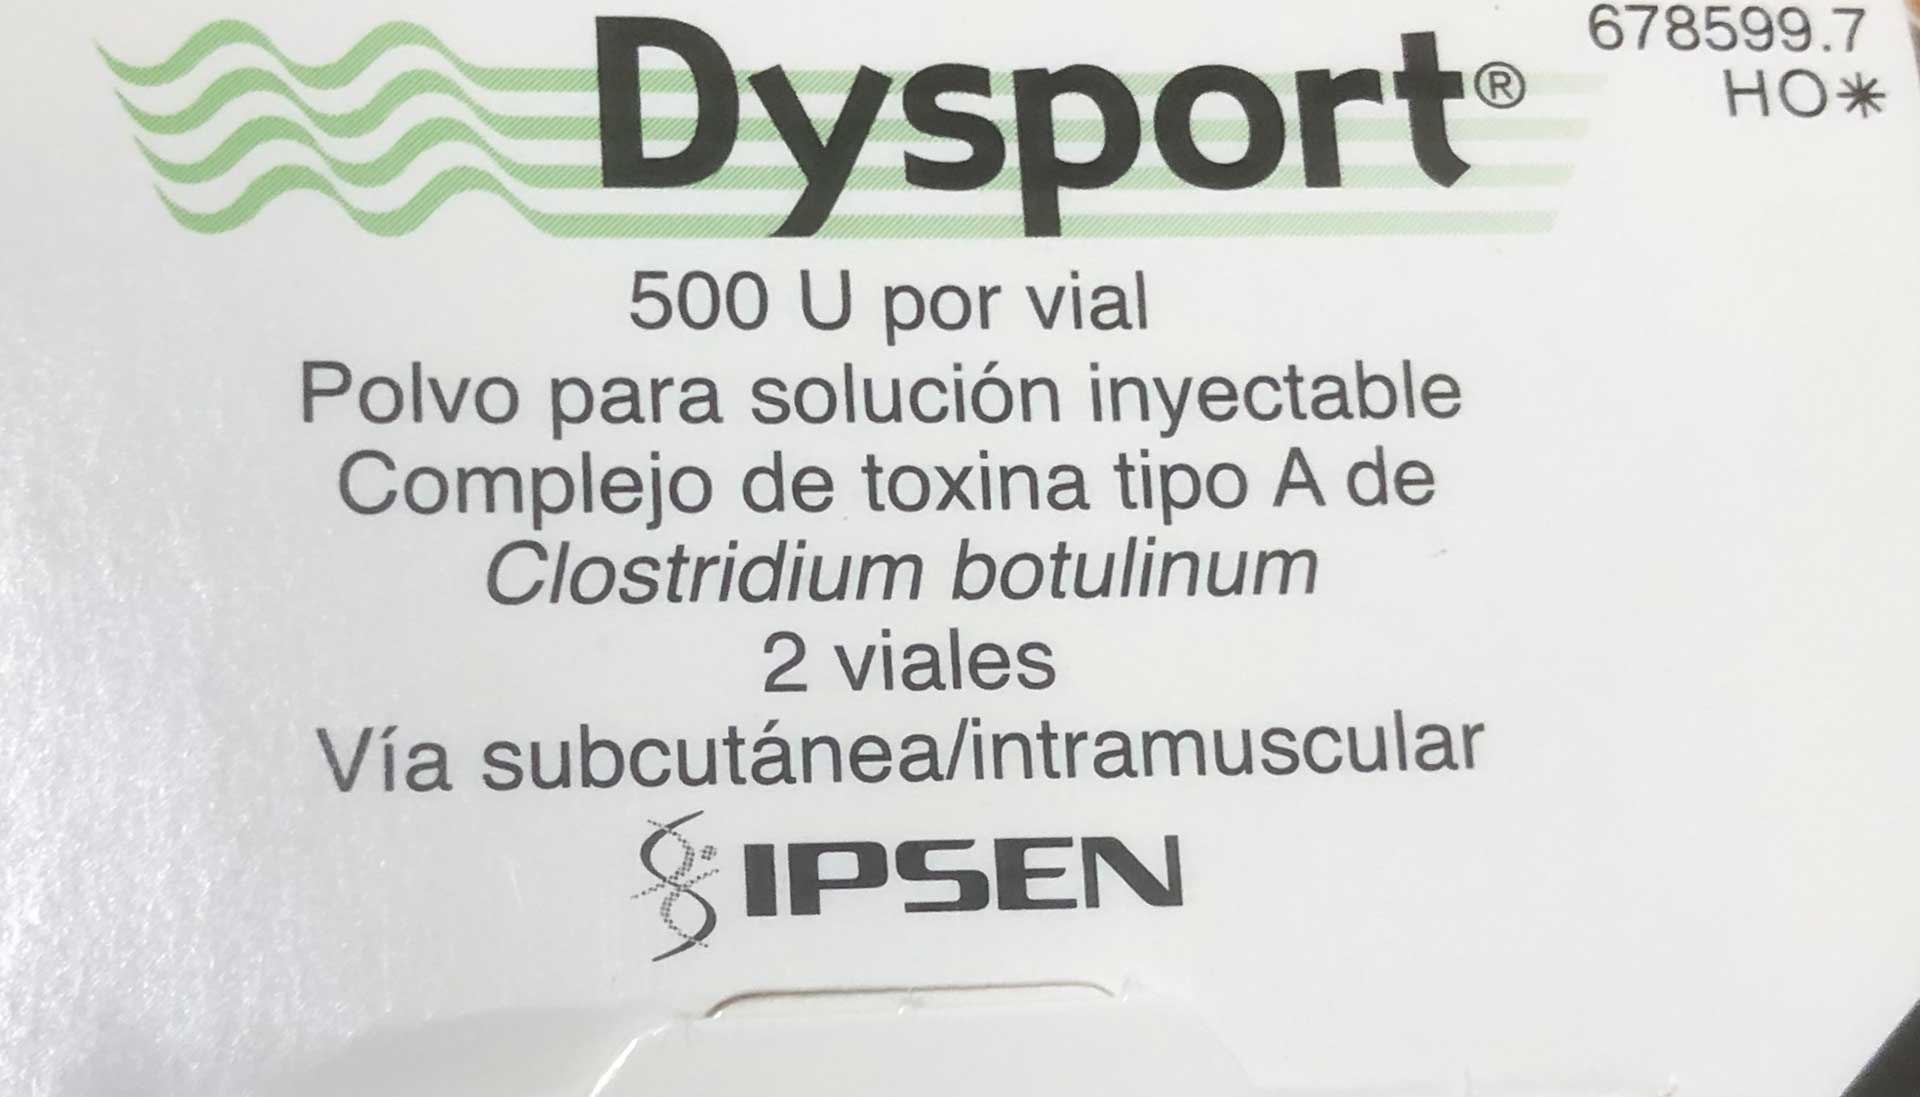 Dysport®
678599.7
HO*
500 U por vial
Polvo para solución inyectable
Complejo de toxina tipo A de
Clostridium botulinum
2 viales
Vía subcutánea/intramuscular
IPSEN